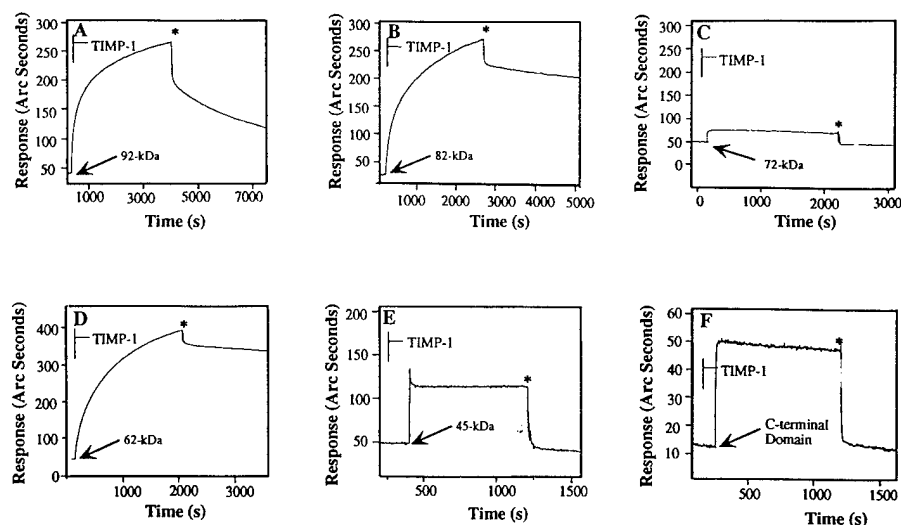 A
Response (Arc Seconds)
300
250
200
150
100
50
TIMP-1
*
92-kDa
1000
3000
5000
7000
Time (s)
B
Response (Arc Seconds)
300
250
200
150
100
50
TIMP-1
*
82-kDa
1000
2000
3000
4000
5000
Time (s)
C
Response (Arc Seconds)
300
250
200
150
100
50
0
TIMP-1
*
72-kDa
0
1000
2000
3000
Time (s)
D
Response (Arc Seconds)
400
300
200
100
0
TIMP-1
*
62-kDa
1000
2000
3000
Time (s)
E
Response (Arc Seconds)
200
150
100
50
TIMP-1
*
45-kDa
500
1000
1500
Time (s)
F
Response (Arc Seconds)
60
50
40
30
20
10
TIMP-1
*
C-terminal
Domain
500
1000
1500
Time (s)